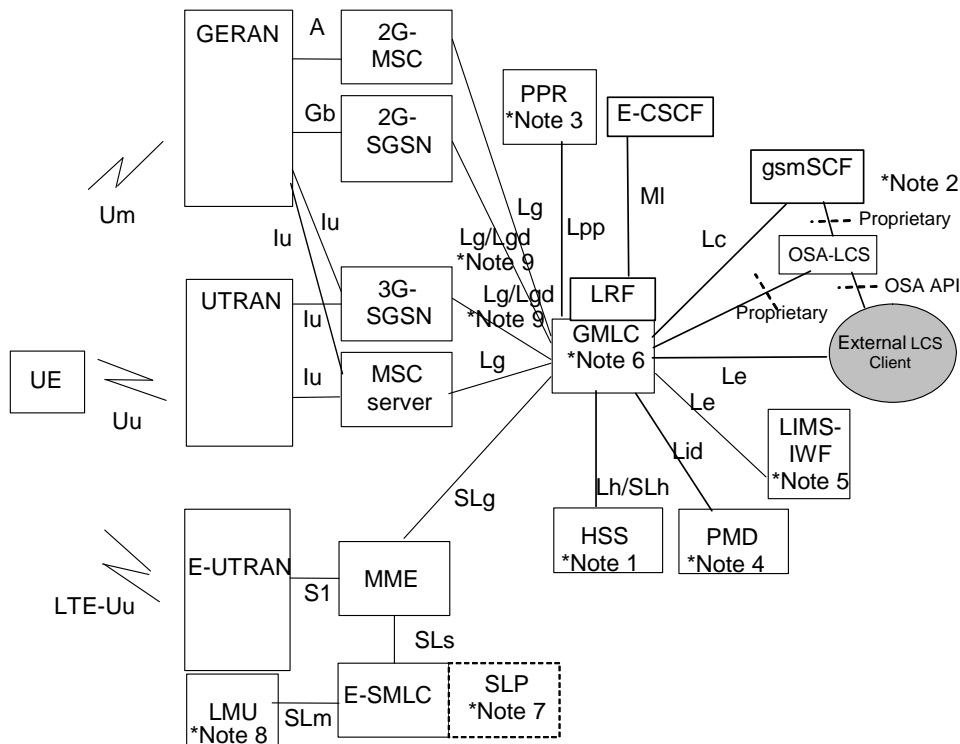 GERAN
A
2G-
MSC
Gb
2G-
SGSN
PPR
*Note 3
E-CSCF
gsmSCF
*Note 2
Um
Iu
Iu
Lg
Lg/Lgd
*Note 9
Lpp
Ml
Lc
Proprietary
OSA-LCS
OSA API
Proprietary
UTRAN
Iu
3G-
SGSN
Lg/Lgd
*Note 9
LRF
GMLC
*Note 6
External LCS
Client
UE
Uu
Iu
MSC
server
Lg
Le
Le
LIMS-
IWF
*Note 5
SLg
Lh/SLh
Lid
HSS
*Note 1
PMD
*Note 4
LTE-Uu
E-UTRAN
S1
MME
SLs
LMU
*Note 8
SLm
E-SMLC
SLP
*Note 7